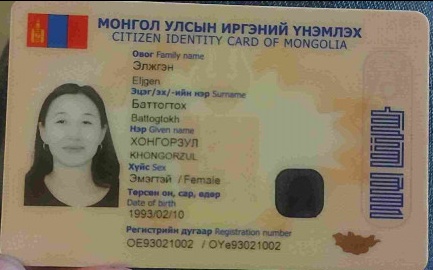 МОНГОЛ УЛСЫН ИРГЭНИЙ ҮНЭМЛЭХ
CITIZEN IDENTITY CARD OF MONGOLIA
Овог Family name
Элжгэн
Eljgen
Эцэг/эх/-ийн нэр Surname
Баттогтох
Battogtokh
Нэр Given name
ХОНГОРЗУЛ
KHONGORZUL
Хүйс Sex
Эмэгтэй / Female
Төрсөн он, сар, өдөр
Date of birth
1993/02/10
Регистрийн дугаар Registration number
ОЕ93021002 / OYe93021002